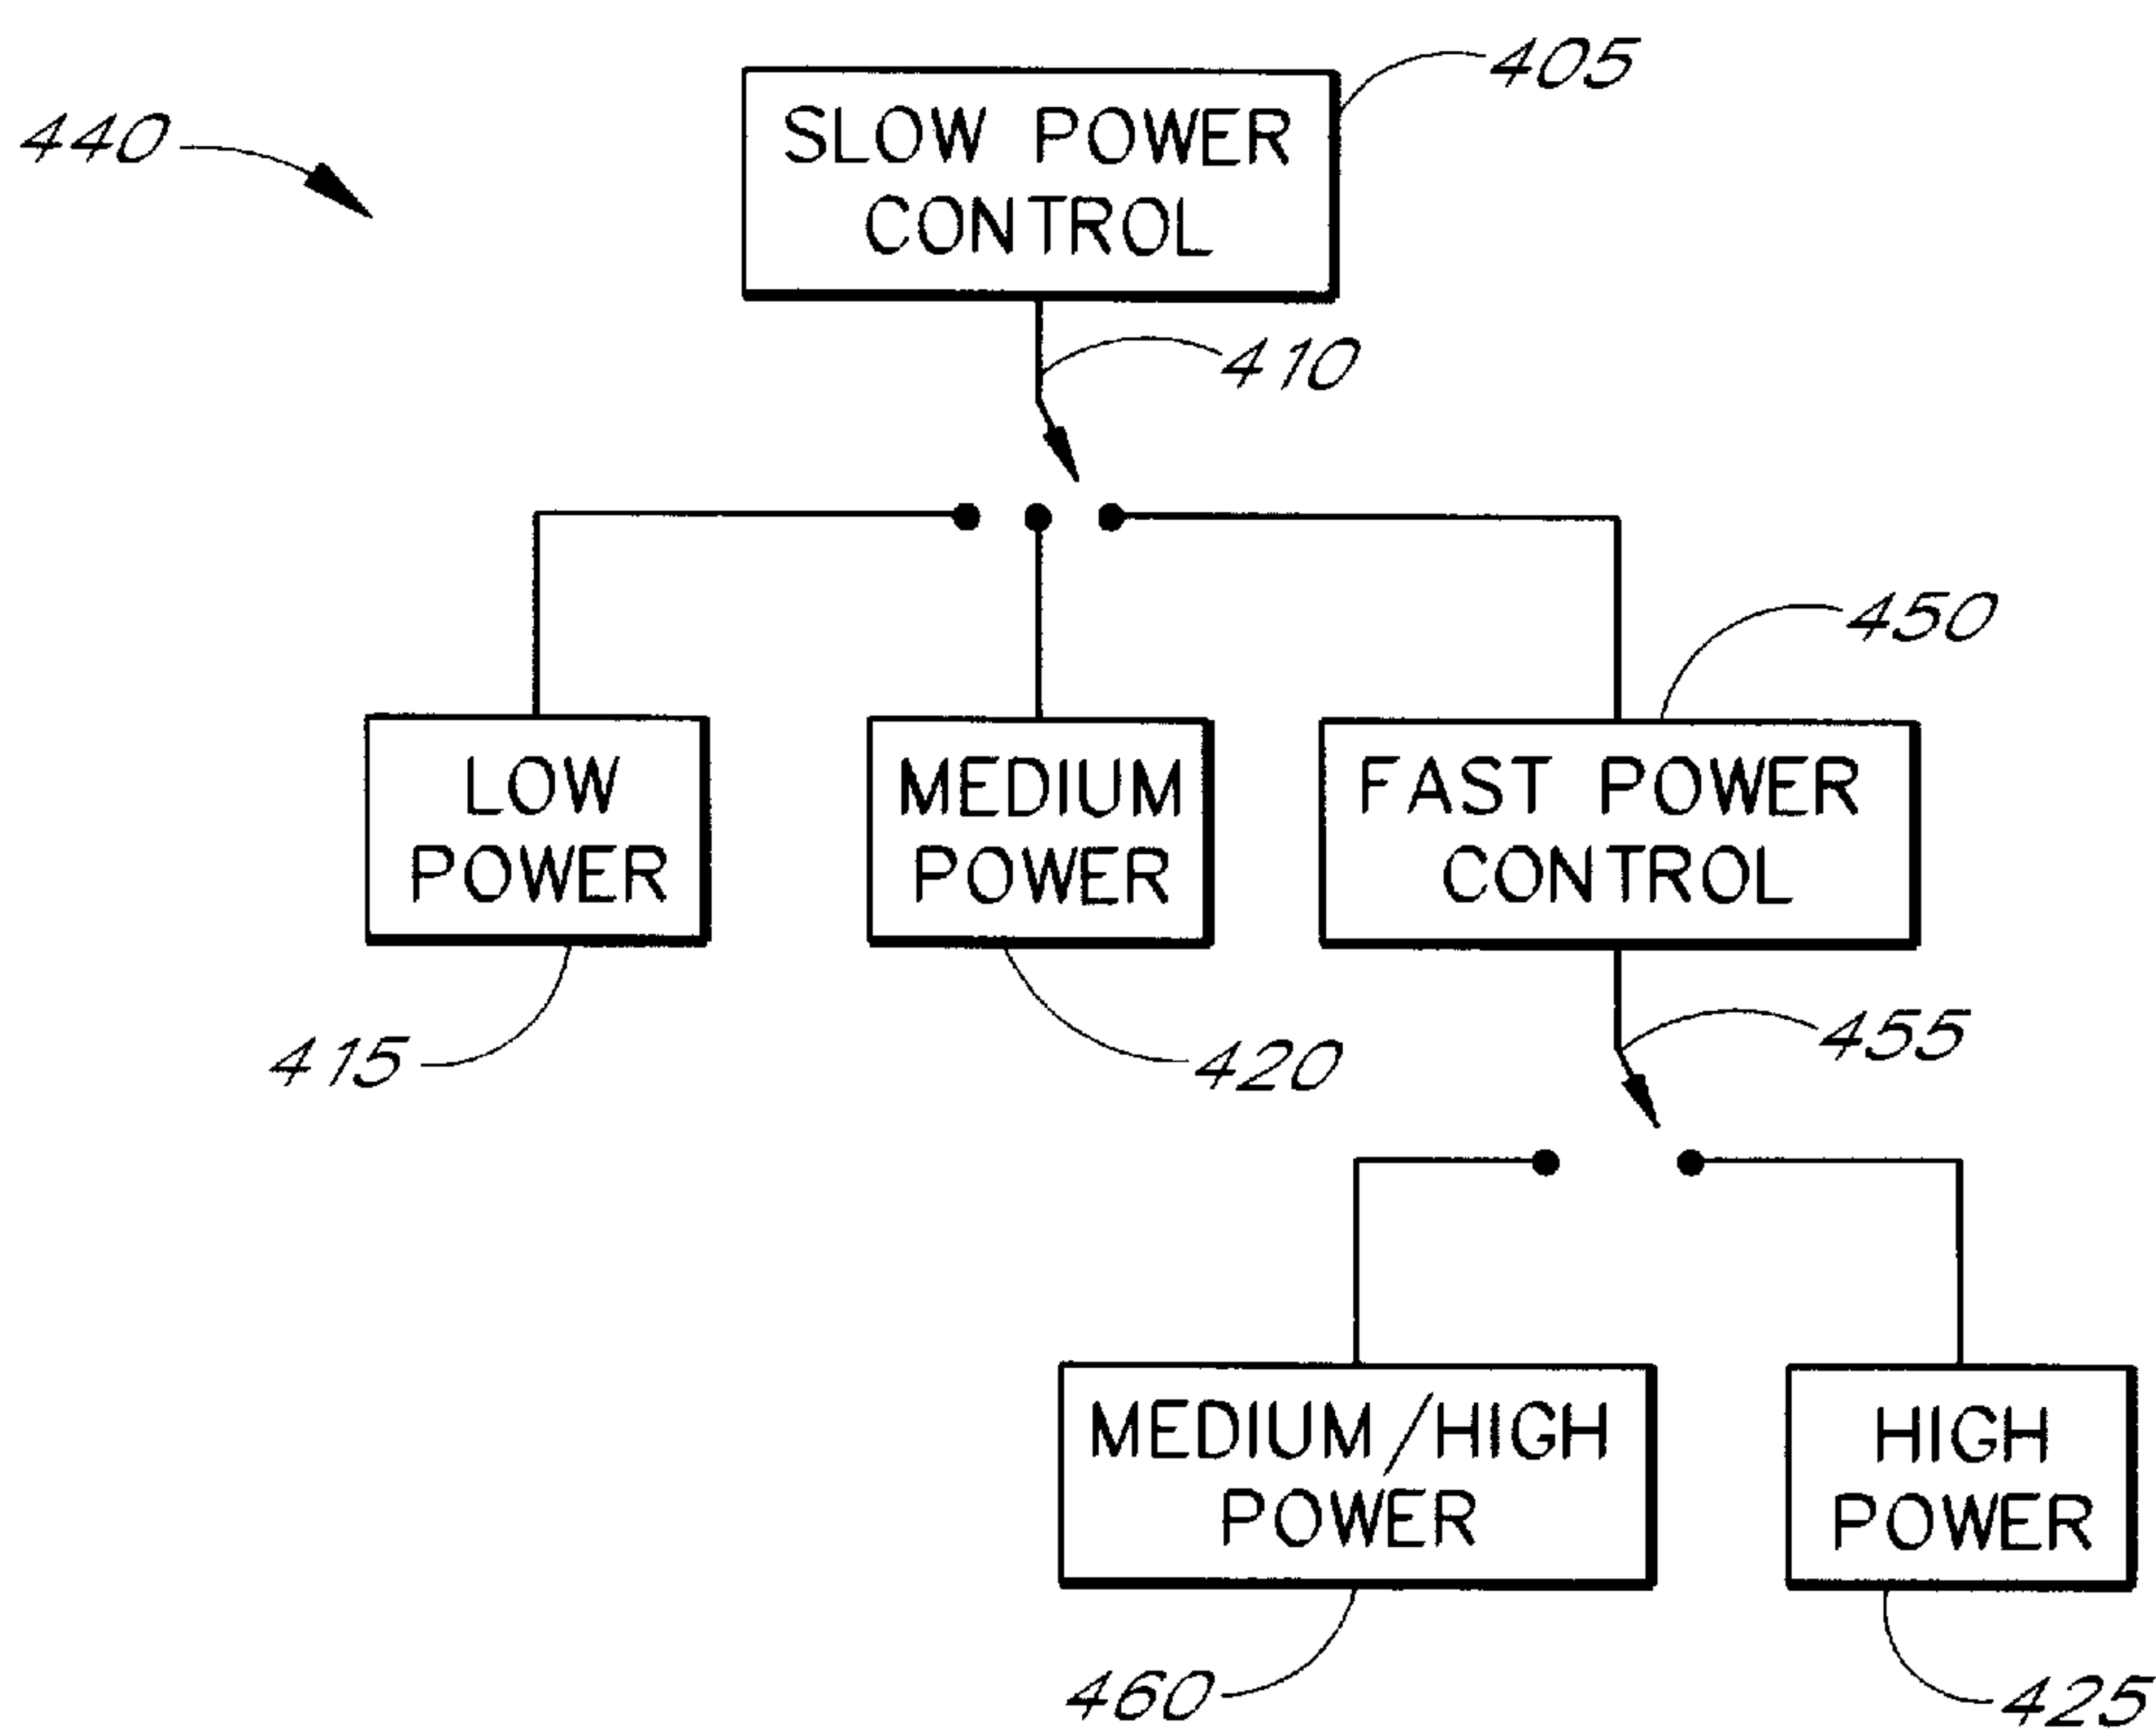 405
440
SLOW POWER
CONTROL
410
450
LOW
POWER
MEDIUM
POWER
FAST POWER
CONTROL
415
420
455
MEDIUM/HIGH
POWER
HIGH
POWER
460
425